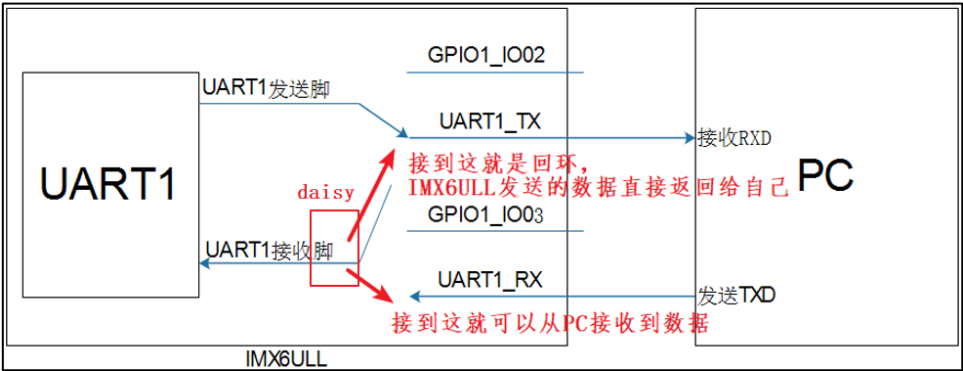 GPIO1_IO02
UART1发送脚
UART1_TX
接收RXD
接到这就是回环，
IMX6ULL发送的数据直接返回给自己
UART1
daisy
PC
GPIO1_IO03
UART1接收脚
UART1_RX
发送TXD
接到这就可以从PC接收到数据
IMX6ULL